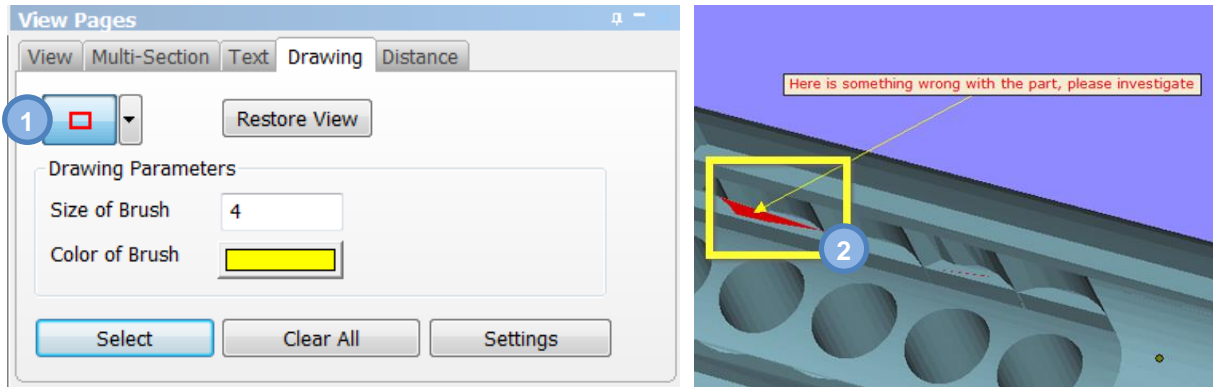 View Pages
View Multi-Section Text Drawing Distance
1
Restore View
Drawing Parameters
Size of Brush 4
Color of Brush
Select Clear All Settings
Here is something wrong with the part, please investigate
2